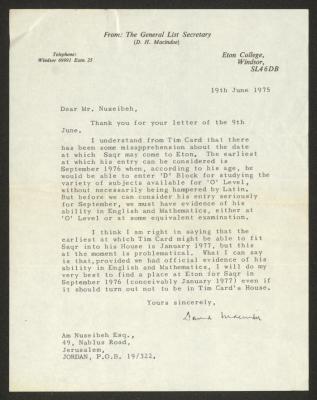 From: The General List Secretary
(D. H. Macindoe)
Telephone:
Windsor 66991 Extn 25
Eton College,
Windsor,
SL4 6DB
19th June 1975
Dear Mr. Nuseibeh,
Thank you for your letter of the 9th
June.
I understand from Tim Card that there
has been some misapprehension about the date
at which Saqr may come to Eton. The earliest
at which his entry can be considered is
September 1976 when, according to his age, he
would be able to enter 'D' Block for studying the
variety of subjects available for 'O' Level,
without necessarily being hampered by Latin.
But before we can consider his entry seriously
for September, we must have evidence of his
ability in English and Mathematics, either at
'O' Level or at some equivalent examination.
I think I am right in saying that the
earliest at which Tim Card might be able to fit
Saqr into his House is January 1977, but this
at the moment is problematical. What I can say
is that,provided we had official evidence of his
ability in English and Mathematics, I will do my
very best to find a place at Eton for Saqr in
September 1976 (conceivably January 1977) even if
it should turn out not to be in Tim Card's House.
Yours sincerely,
David Macindoe
Am Nuseibeh Esq.,
49, Nablus Road,
Jerusalem,
JORDAN, P.O.B. 19/322,